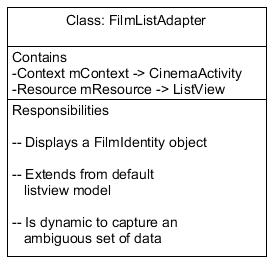 Class: FilmListAdapter
Contains
-Context mContext -> CinemaActivity
-Resource mResource -> ListView
Responsibilities
-- Displays a FilmIdentity object
-- Extends from default
listview model
-- Is dynamic to capture an
ambiguous set of data